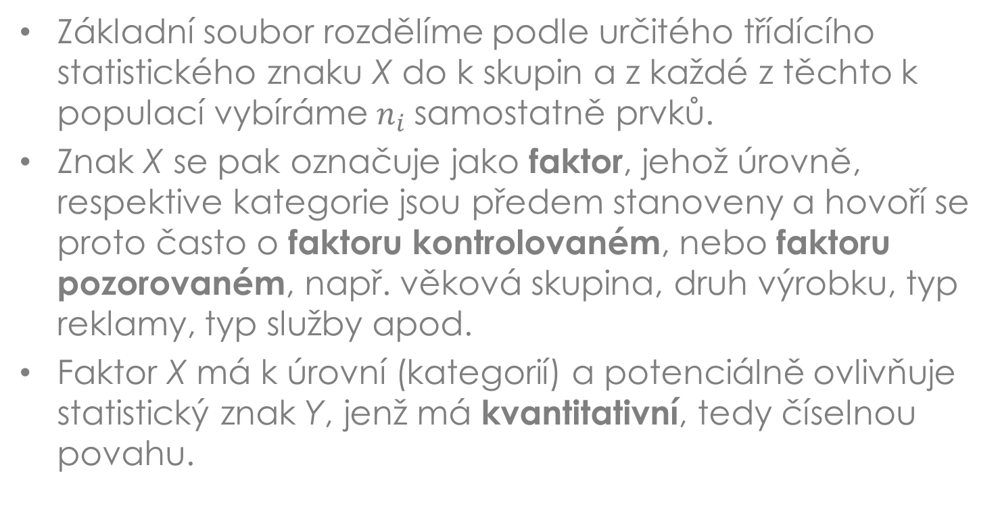 • Základní soubor rozdělíme podle určitého třídícího
statistického znaku X do k skupin a z každé z těchto k
populací vybíráme nᵢ samostatně prvků.
• Znak X se pak označuje jako faktor, jehož úrovně,
respektive kategorie jsou předem stanoveny a hovoří se
proto často o faktoru kontrolovaném, nebo faktoru
pozorovaném, např. věková skupina, druh výrobku, typ
reklamy, typ služby apod.
• Faktor X má k úrovní (kategorií) a potenciálně ovlivňuje
statistický znak Y, jenž má kvantitativní, tedy číselnou
povahu.